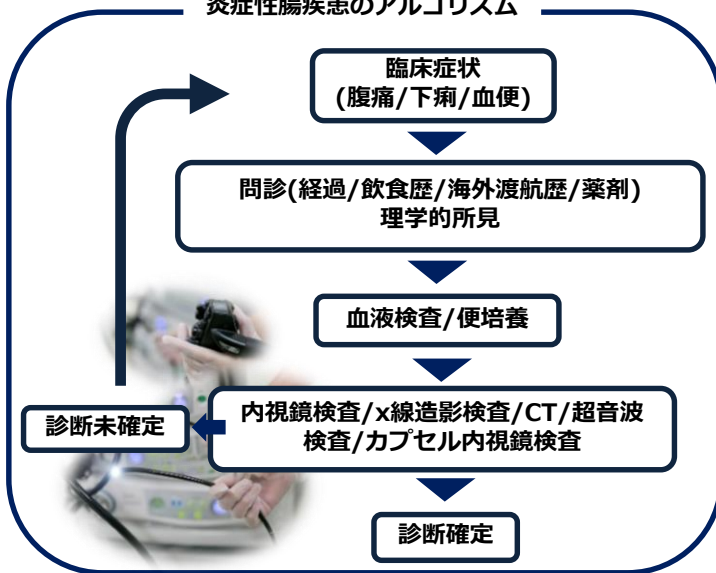 炎症性腸疾患のアルゴリズム
臨床症状
(腹痛/下痢/血便)
問診(経過/飲食歴/海外渡航歴/薬剤)
理学的所見
血液検査/便培養
内視鏡検査/x線造影検査/CT/超音波
検査/カプセル内視鏡検査
診断未確定
診断確定